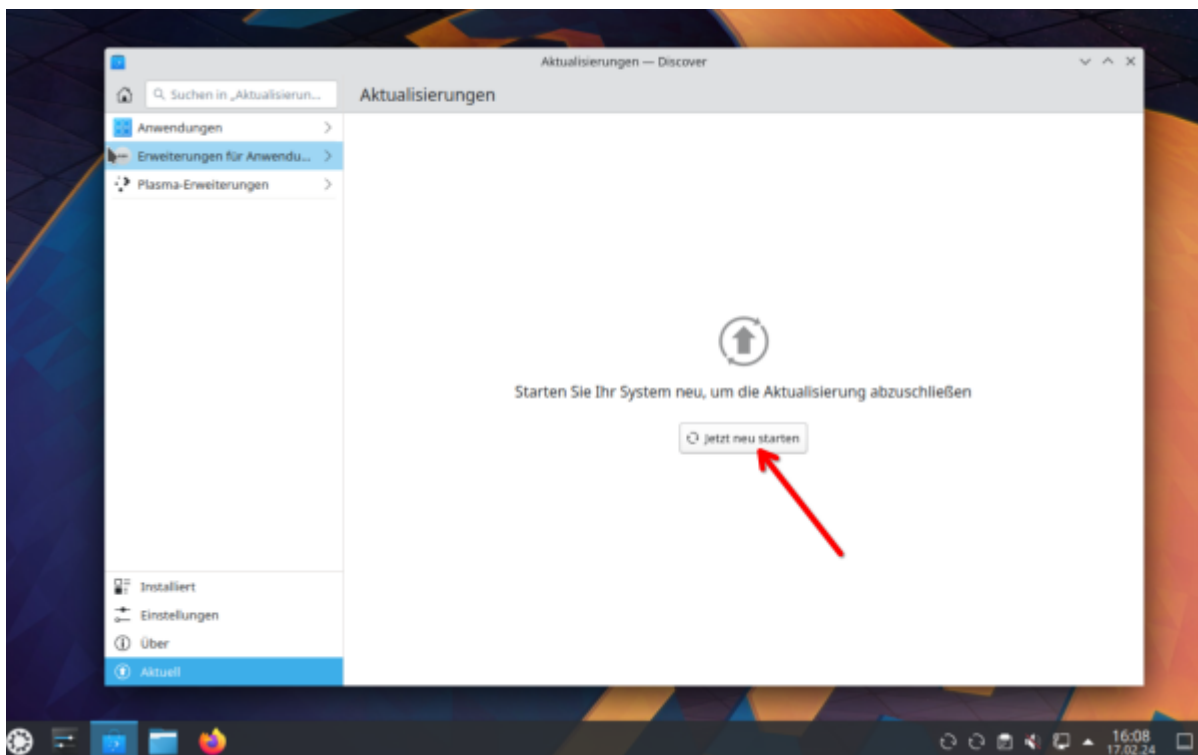 Aktualisierungen — Discover
Suchen in „Aktualisierun...
Aktualisierungen
Anwendungen
Erweiterungen für Anwendu...
Plasma-Erweiterungen
Starten Sie Ihr System neu, um die Aktualisierung abzuschließen
Jetzt neu starten
Installiert
Einstellungen
Über
Aktuell
16:08
17.02.24